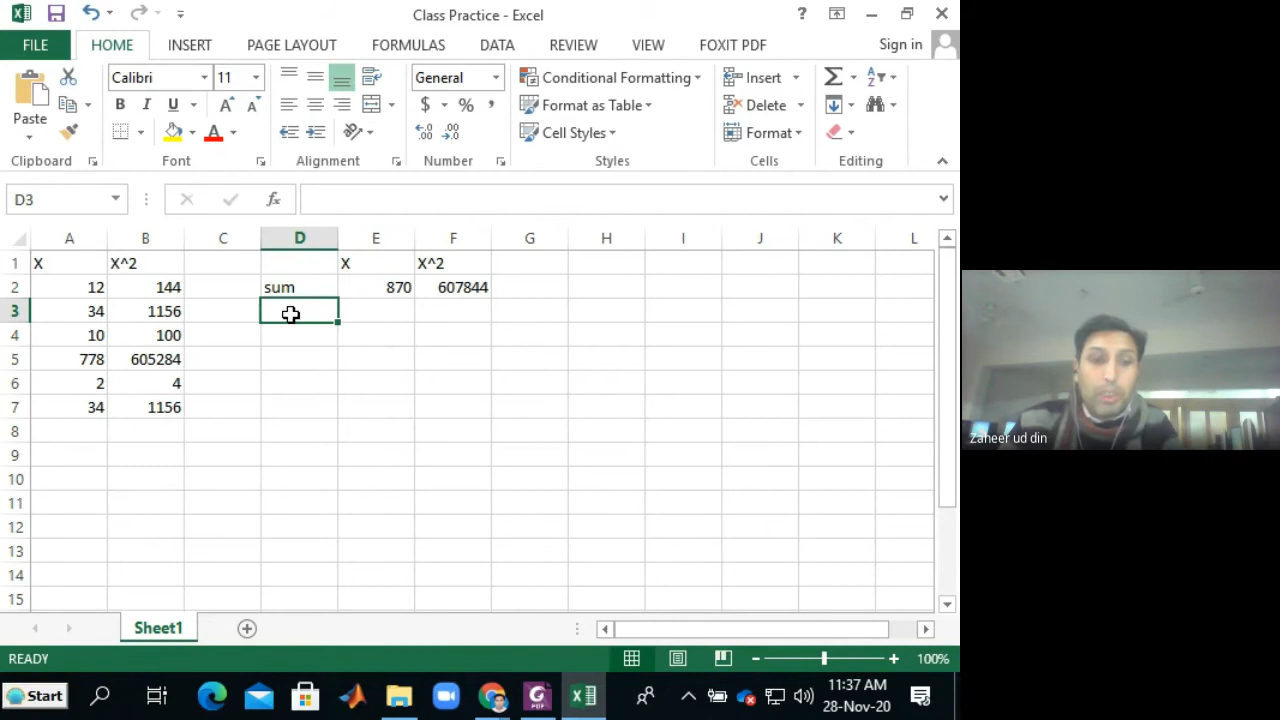 Class Practice - Excel
?
FILE HOME INSERT PAGE LAYOUT FORMULAS DATA REVIEW VIEW FOXIT PDF Sign in
Calibri 11 General Conditional Formatting Insert
Paste B I U A A $ % , Format as Table Delete
A Cell Styles Format
Clipboard Font Alignment Number Styles Cells Editing
D3 fx
A B C D E F G H I J K L
1 X X^2 X X^2
2 12 144 sum 870 607844
3 34 1156
4 10 100
5 778 605284
6 2 4
7 34 1156
8
9
10
11
12
13
14
15
Zaheer ud din
Sheet1
READY 100%
Start 11:37 AM
28-Nov-20